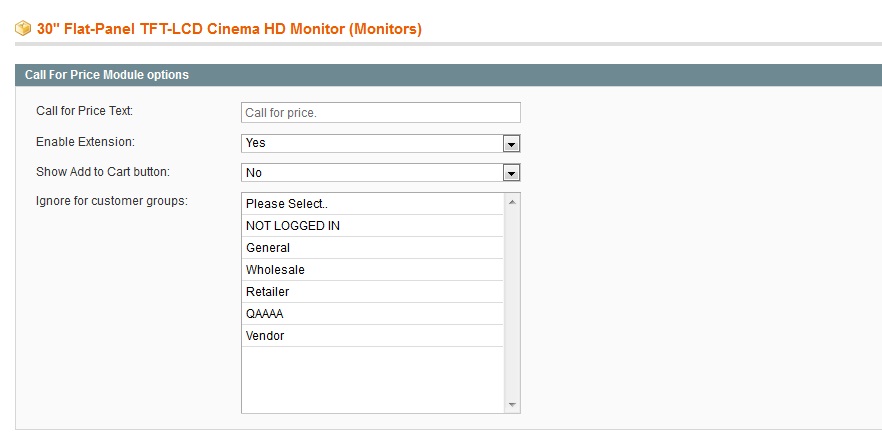 30" Flat-Panel TFT-LCD Cinema HD Monitor (Monitors)
Call For Price Module options
Call for Price Text: Call for price.
Enable Extension: Yes
Show Add to Cart button: No
Ignore for customer groups: Please Select..
NOT LOGGED IN
General
Wholesale
Retailer
QAAAA
Vendor